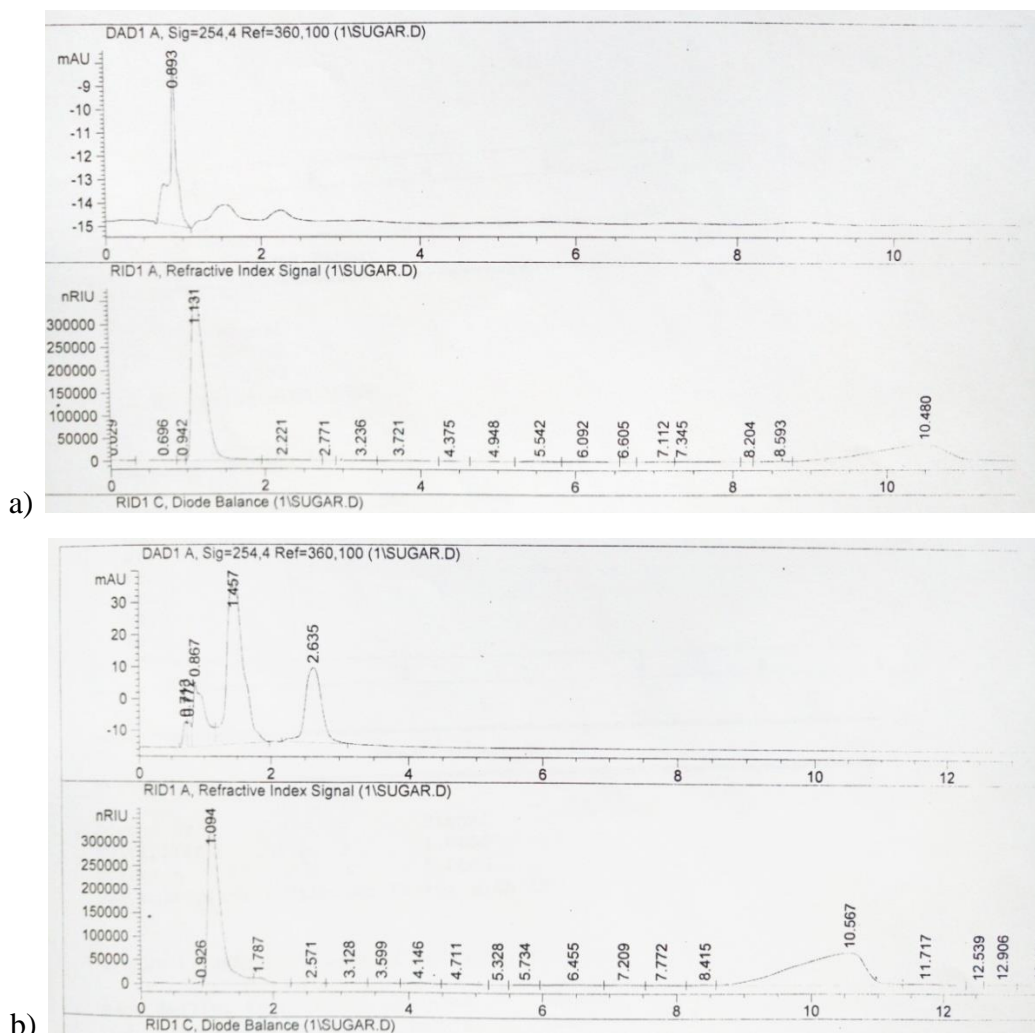 DAD1 A, Sig=254,4 Ref=360,100 (1\SUGAR.D)
mAU
0.893
-9
-10
-11
-12
-13
-14
-15
0 2 4 6 8 10
RID1 A, Refractive Index Signal (1\SUGAR.D)
nRIU
300000
250000
200000
150000
100000
50000
0
0.029 0.696 0.942 1.131 2.221 2.771 3.236 3.721 4.375 4.948 5.542 6.092 6.605 7.112 7.345 8.204 8.593 10.480
0 2 4 6 8 10
a) RID1 C, Diode Balance (1\SUGAR.D)
DAD1 A, Sig=254,4 Ref=360,100 (1\SUGAR.D)
mAU
30
20
10
0
-10
0.772 0.867 1.457 2.635
0 2 4 6 8 10 12
RID1 A, Refractive Index Signal (1\SUGAR.D)
nRIU
300000
250000
200000
150000
100000
50000
0
0.926 1.094 1.787 2.571 3.128 3.599 4.146 4.711 5.328 5.734 6.455 7.209 7.772 8.415 10.567 11.717 12.539 12.906
0 2 4 6 8 10 12
b) RID1 C, Diode Balance (1\SUGAR.D)